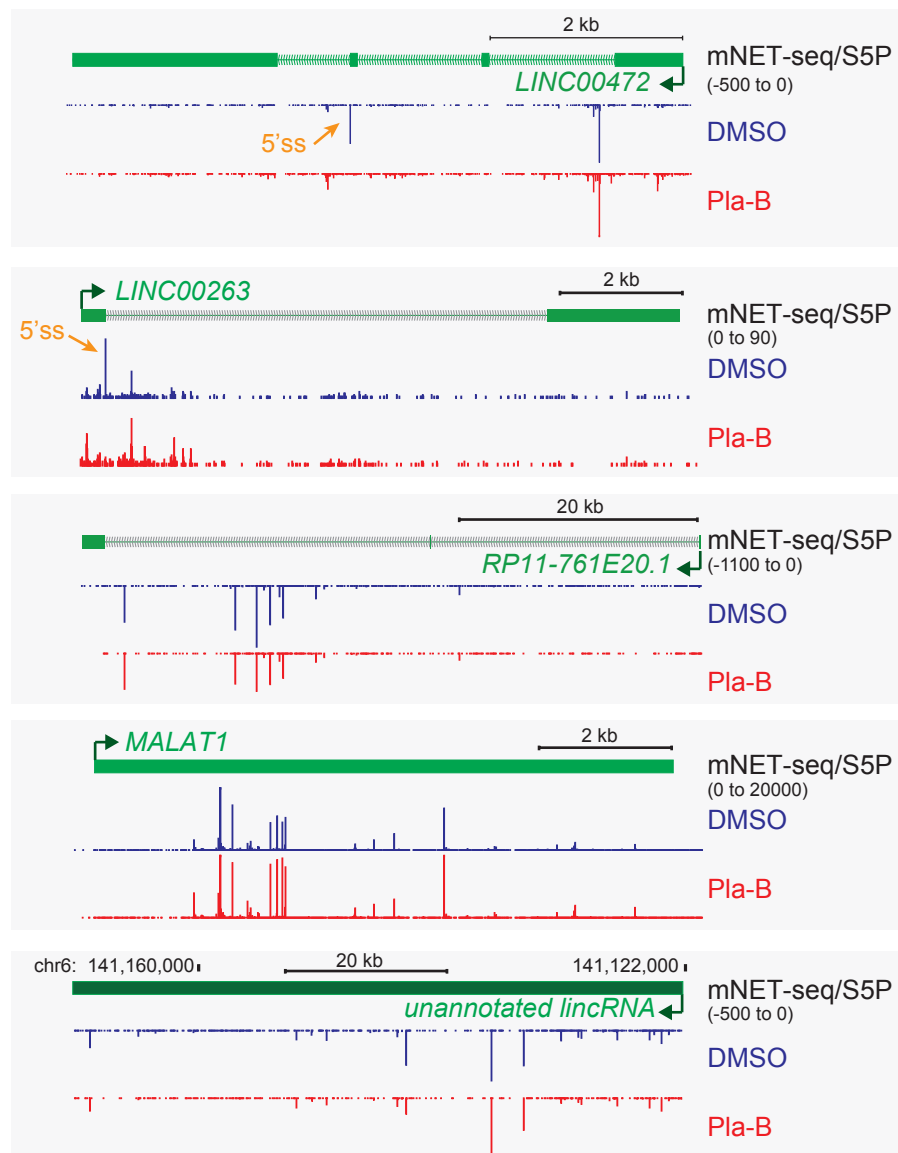 2 kb
mNET-seq/S5P
LINC00472
(-500 to 0)
DMSO
5'ss
Pla-B
2 kb
LINC00263
mNET-seq/S5P
5'ss
(0 to 90)
DMSO
Pla-B
20 kb
mNET-seq/S5P
RP11-761E20.1
(-1100 to 0)
DMSO
Pla-B
2 kb
MALAT1
mNET-seq/S5P
(0 to 20000)
DMSO
Pla-B
chr6: 141,160,000 20 kb 141,122,000
mNET-seq/S5P
unannotated lincRNA
(-500 to 0)
DMSO
Pla-B